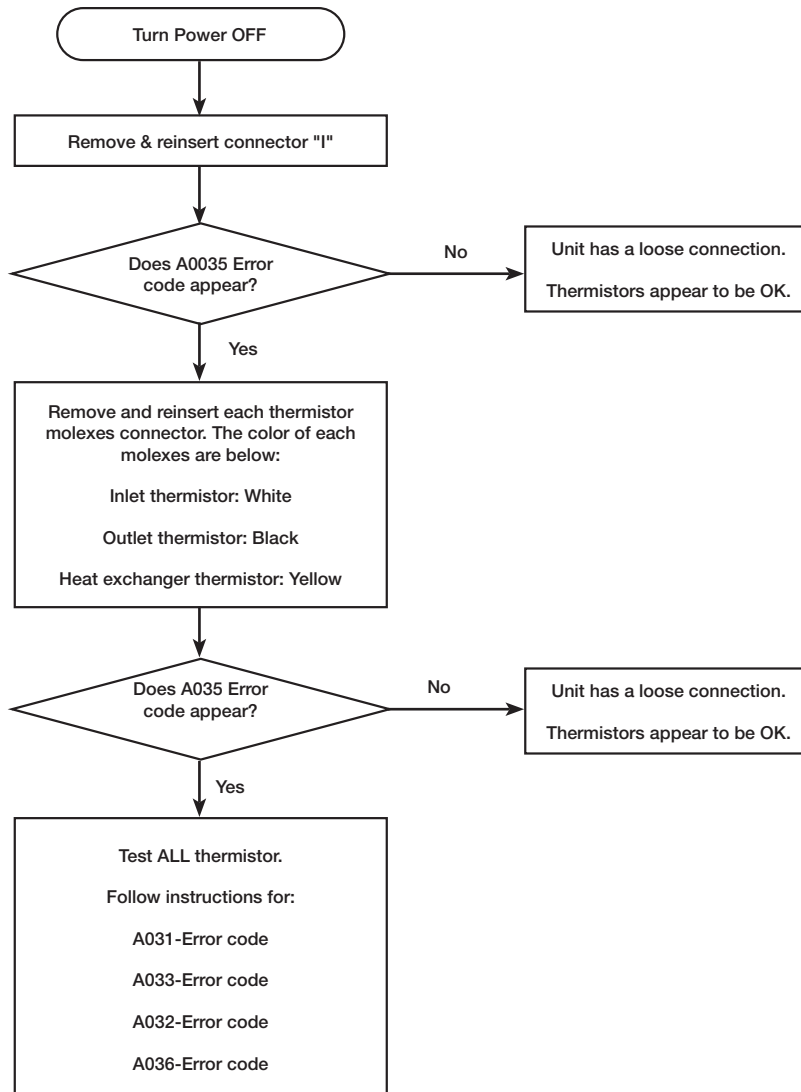 Turn Power OFF
Remove & reinsert connector "I"
Does A0035 Error
code appear?
No
Unit has a loose connection.
Thermistors appear to be OK.
Yes
Remove and reinsert each thermistor
molexes connector. The color of each
molexes are below:
Inlet thermistor: White
Outlet thermistor: Black
Heat exchanger thermistor: Yellow
Does A035 Error
code appear?
No
Unit has a loose connection.
Thermistors appear to be OK.
Yes
Test ALL thermistor.
Follow instructions for:
A031-Error code
A033-Error code
A032-Error code
A036-Error code